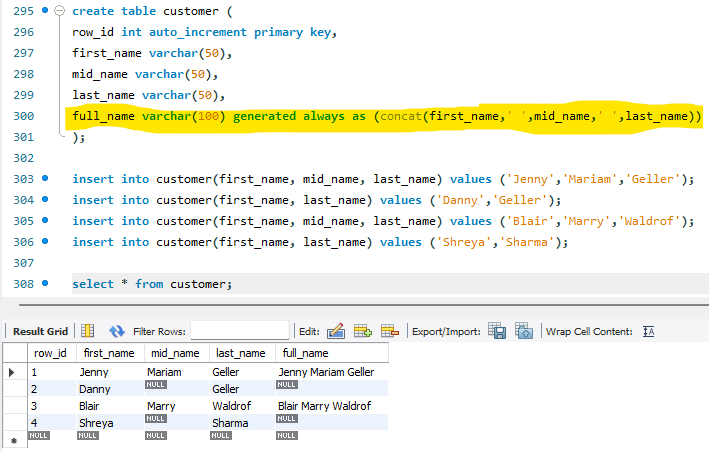 295 create table customer (
296 row_id int auto_increment primary key,
297 first_name varchar(50),
298 mid_name varchar(50),
299 last_name varchar(50),
300 full_name varchar(100) generated always as (concat(first_name,' ',mid_name,' ',last_name))
301 );
302
303 insert into customer(first_name, mid_name, last_name) values ('Jenny','Mariam','Geller');
304 insert into customer(first_name, last_name) values ('Danny','Geller');
305 insert into customer(first_name, mid_name, last_name) values ('Blair','Marry','Waldrof');
306 insert into customer(first_name, last_name) values ('Shreya','Sharma');
307
308 select * from customer;
Result Grid Filter Rows: Edit: Export/Import: Wrap Cell Content: IA
row_id first_name mid_name last_name full_name
1 Jenny Mariam Geller Jenny Mariam Geller
2 Danny NULL Geller NULL
3 Blair Marry Waldrof Blair Marry Waldrof
4 Shreya NULL Sharma NULL
NULL NULL NULL NULL NULL